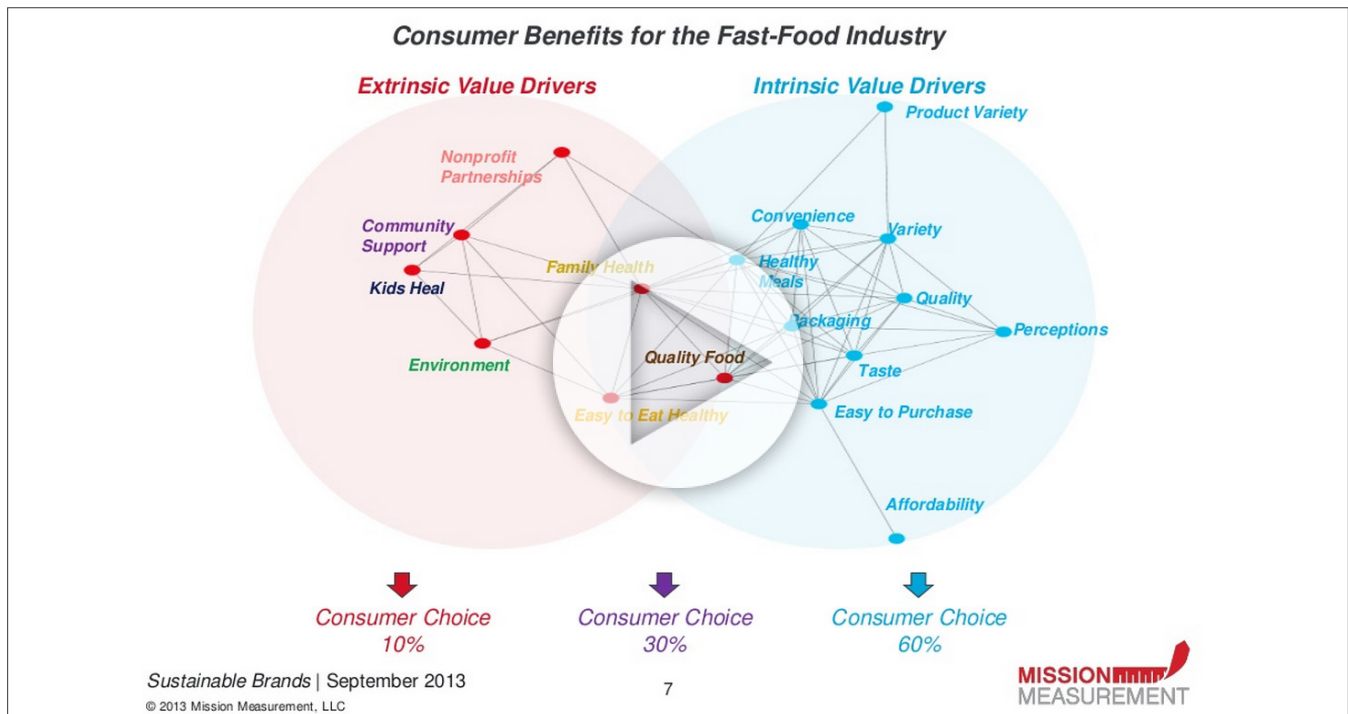 Consumer Benefits for the Fast-Food Industry
Extrinsic Value Drivers
Intrinsic Value Drivers
Product Variety
Nonprofit
Partnerships
Community
Support
Kids Heal
Environment
Family Health
Quality Food
Easy to Eat Healthy
Convenience
Variety
Healthy
Meals
Quality
Packaging
Perceptions
Taste
Easy to Purchase
Affordability
Consumer Choice
10%
Consumer Choice
30%
Consumer Choice
60%
Sustainable Brands | September 2013
© 2013 Mission Measurement, LLC
7
MISSION
MEASUREMENT